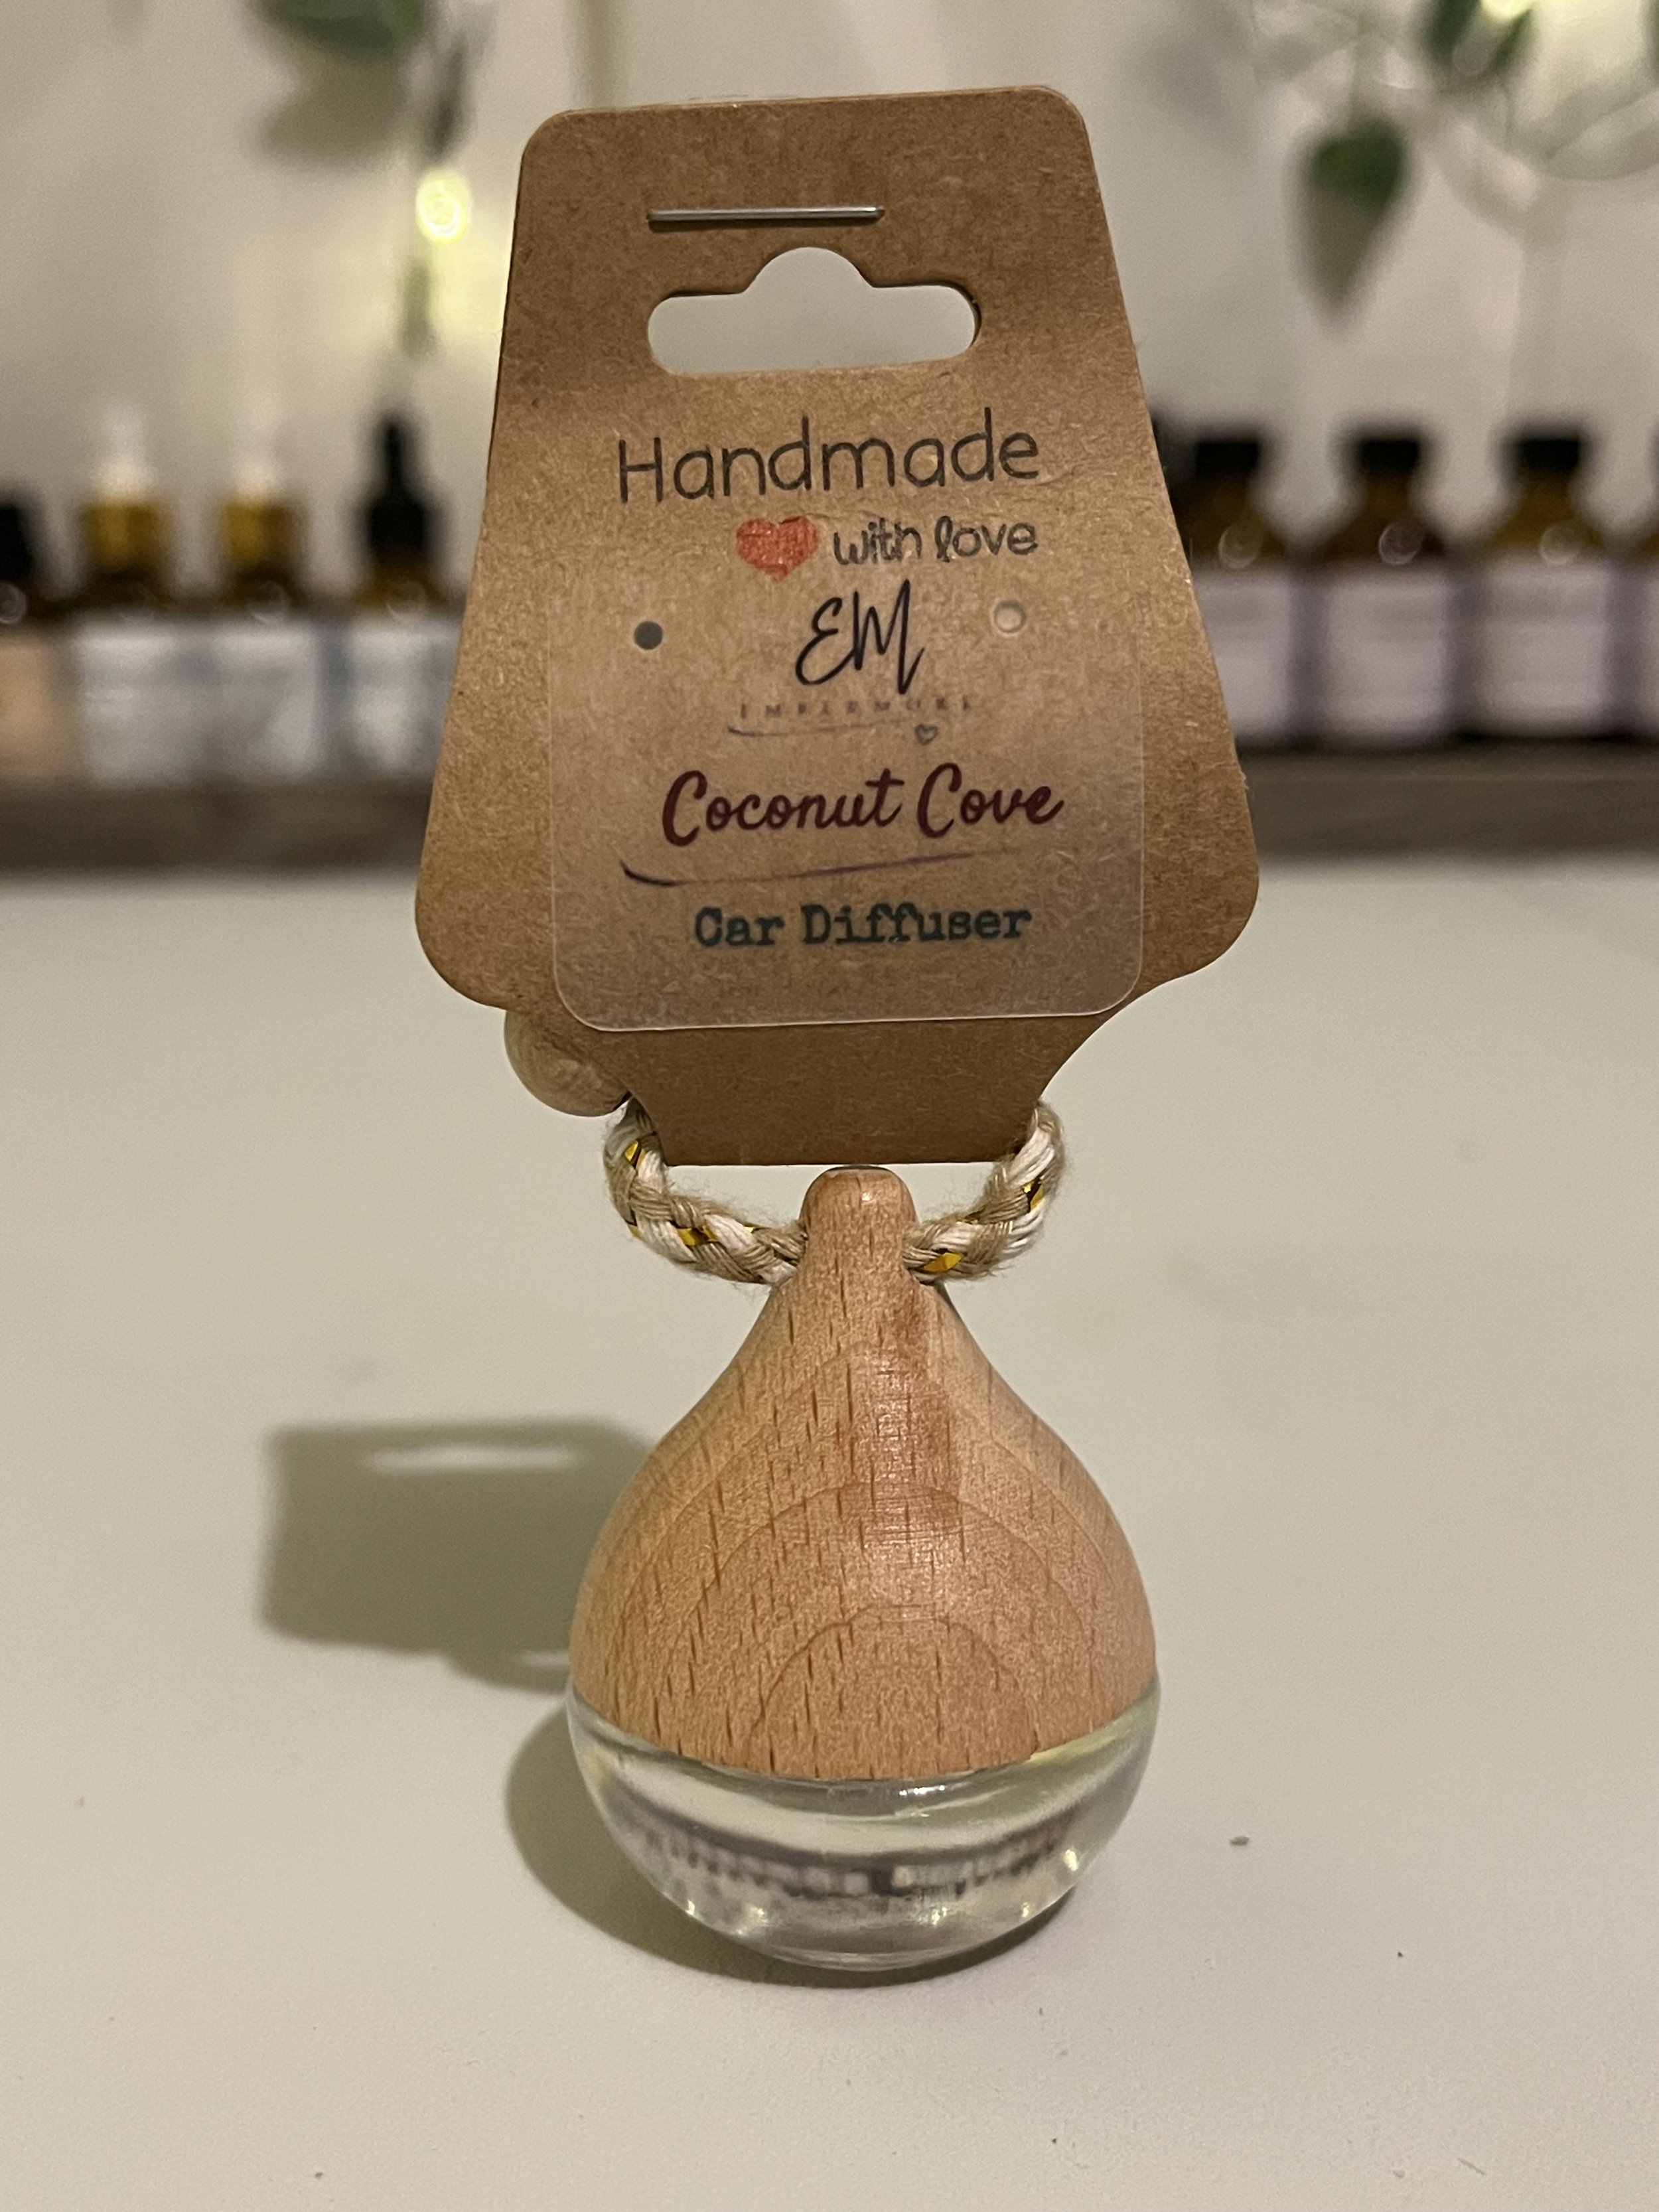 Handmade
with love
EM
Coconut Cove
Car Diffuser